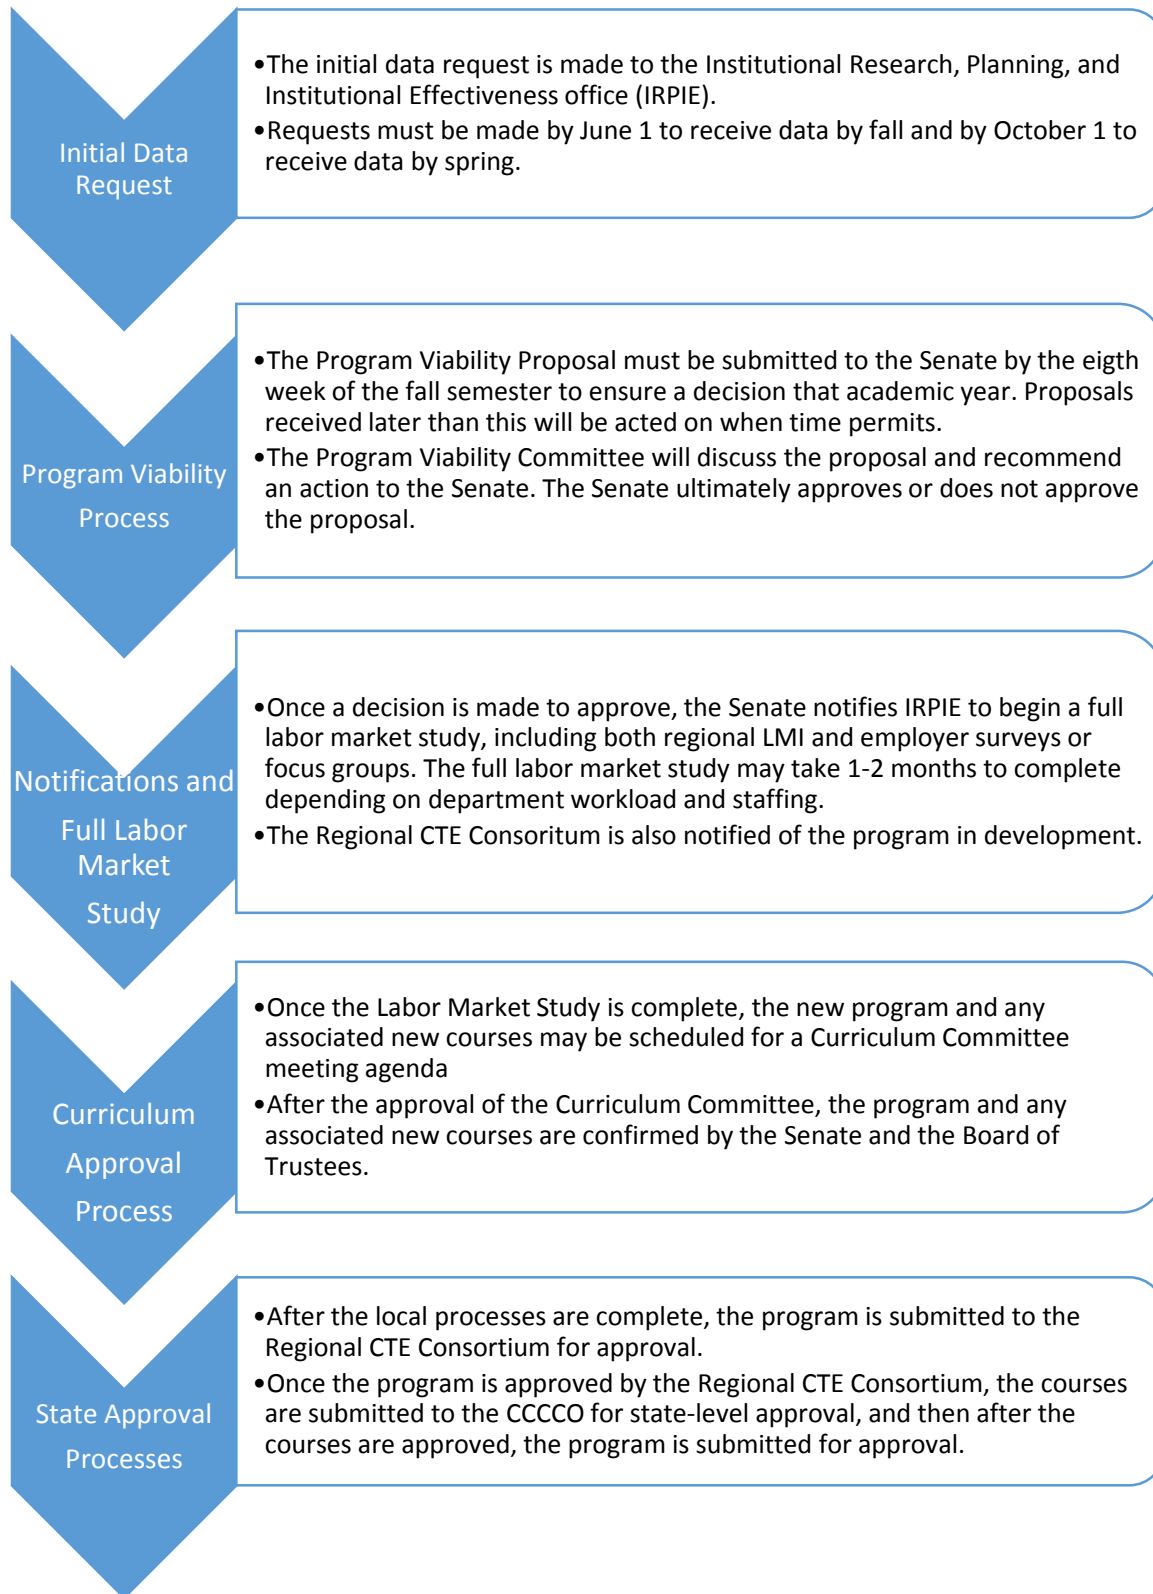 Initial Data
Request
•The initial data request is made to the Institutional Research, Planning, and
Institutional Effectiveness office (IRPIE).
•Requests must be made by June 1 to receive data by fall and by October 1 to
receive data by spring.
Program Viability
Process
•The Program Viability Proposal must be submitted to the Senate by the eigth
week of the fall semester to ensure a decision that academic year. Proposals
received later than this will be acted on when time permits.
•The Program Viability Committee will discuss the proposal and recommend
an action to the Senate. The Senate ultimately approves or does not approve
the proposal.
Notifications and
Full Labor
Market
Study
•Once a decision is made to approve, the Senate notifies IRPIE to begin a full
labor market study, including both regional LMI and employer surveys or
focus groups. The full labor market study may take 1-2 months to complete
depending on department workload and staffing.
•The Regional CTE Consoritum is also notified of the program in development.
Curriculum
Approval
Process
•Once the Labor Market Study is complete, the new program and any
associated new courses may be scheduled for a Curriculum Committee
meeting agenda
•After the approval of the Curriculum Committee, the program and any
associated new courses are confirmed by the Senate and the Board of
Trustees.
State Approval
Processes
•After the local processes are complete, the program is submitted to the
Regional CTE Consortium for approval.
•Once the program is approved by the Regional CTE Consortium, the courses
are submitted to the CCCCO for state-level approval, and then after the
courses are approved, the program is submitted for approval.